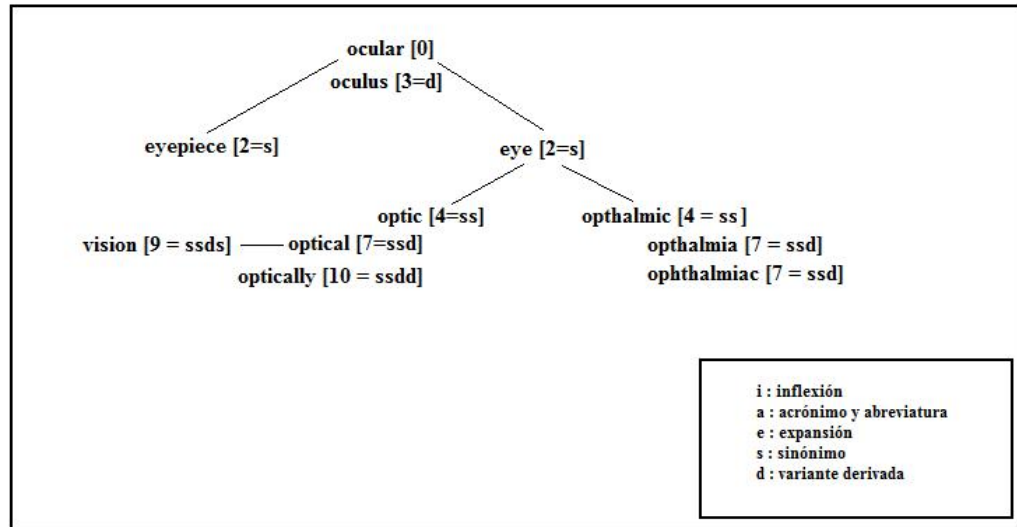 ocular [0]
oculus [3=d]
eyepiece [2=s]
eye [2=s]
optic [4=ss]
opthalmic [4 = ss]
vision [9 = ssds]
optical [7=ssd]
opthalmia [7 = ssd]
optically [10 = ssdd]
ophthalmiac [7 = ssd]
i : inflexión
a : acrónimo y abreviatura
e : expansión
s : sinónimo
d : variante derivada